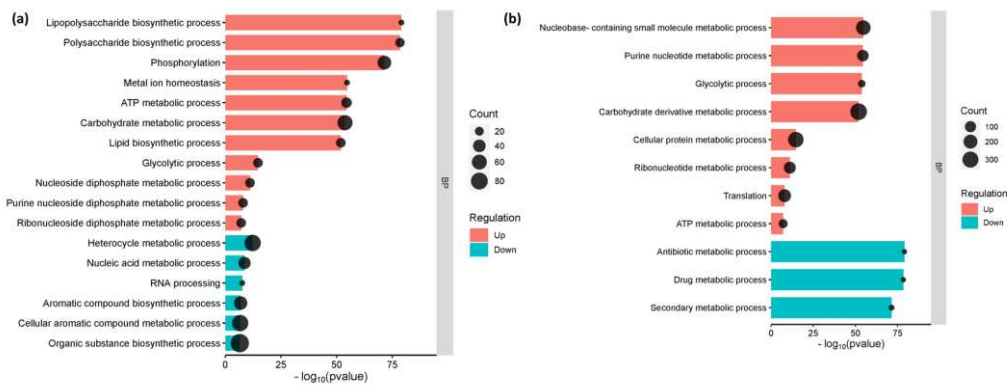 (a)
Lipopolysaccharide biosynthetic process
Polysaccharide biosynthetic process
Phosphorylation
Metal ion homeostasis
ATP metabolic process
Carbohydrate metabolic process
Lipid biosynthetic process
Glycolytic process
Nucleoside diphosphate metabolic process
Purine nucleoside diphosphate metabolic process
Ribonucleoside diphosphate metabolic process
Heterocycle metabolic process
Nucleic acid metabolic process
RNA processing
Aromatic compound biosynthetic process
Cellular aromatic compound metabolic process
Organic substance biosynthetic process
0 25 50 75
- log10(pvalue)
BP
Count
20
40
60
80
Regulation
Up
Down
(b)
Nucleobase- containing small molecule metabolic process
Purine nucleotide metabolic process
Glycolytic process
Carbohydrate derivative metabolic process
Cellular protein metabolic process
Ribonucleotide metabolic process
Translation
ATP metabolic process
Antibiotic metabolic process
Drug metabolic process
Secondary metabolic process
0 25 50 75
- log10(pvalue)
BP
Count
100
200
300
Regulation
Up
Down